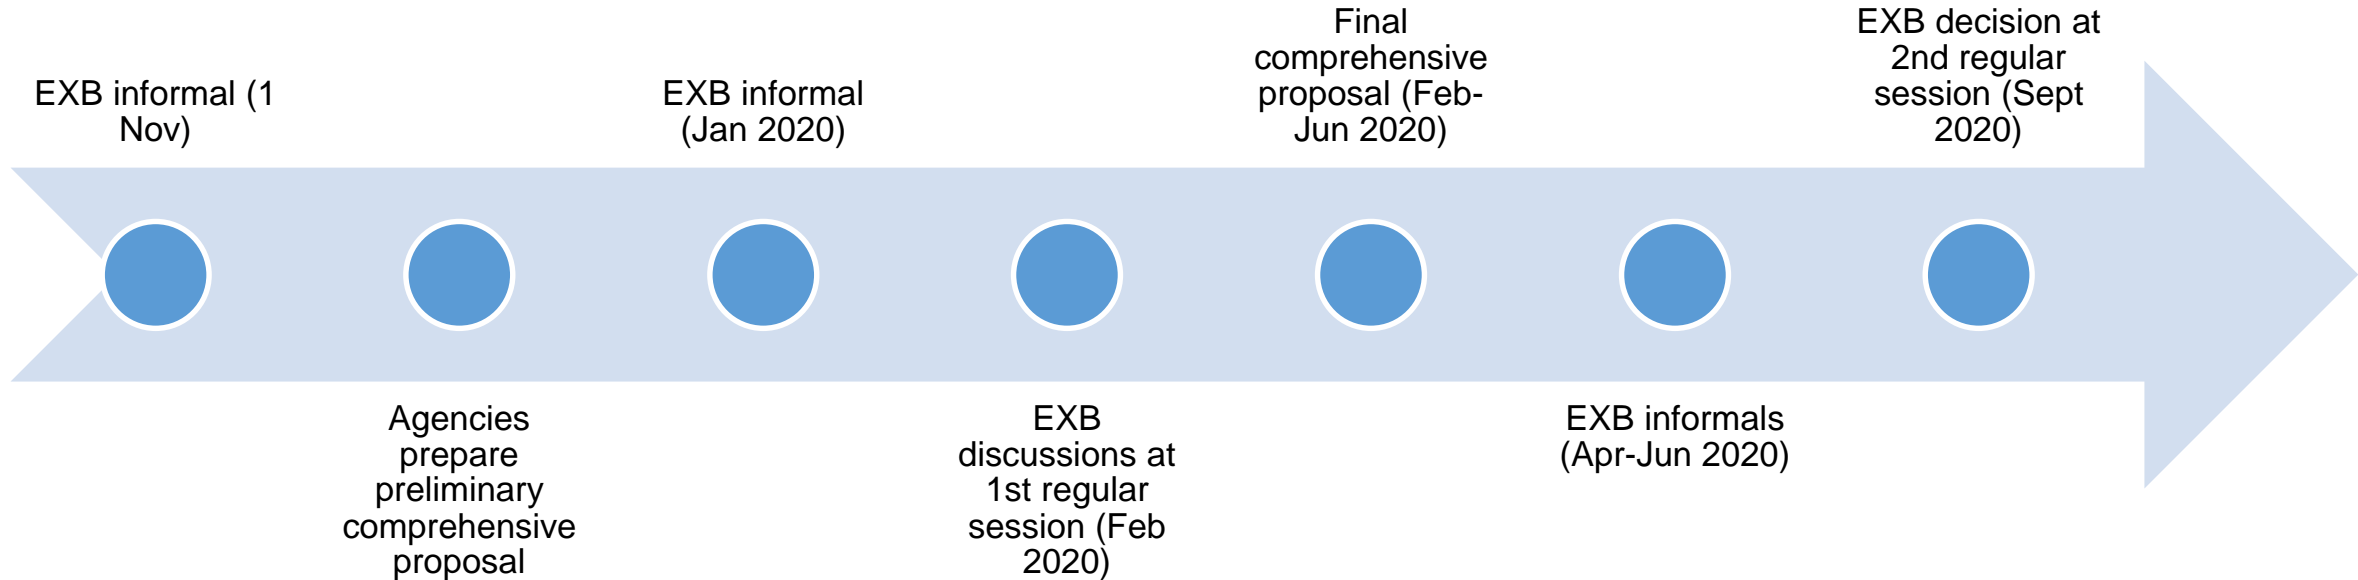 EXB informal (1
Nov)
Agencies
prepare
preliminary
comprehensive
proposal
EXB informal
(Jan 2020)
EXB
discussions at
1st regular
session (Feb
2020)
Final
comprehensive
proposal (Feb-
Jun 2020)
EXB informals
(Apr-Jun 2020)
EXB decision at
2nd regular
session (Sept
2020)